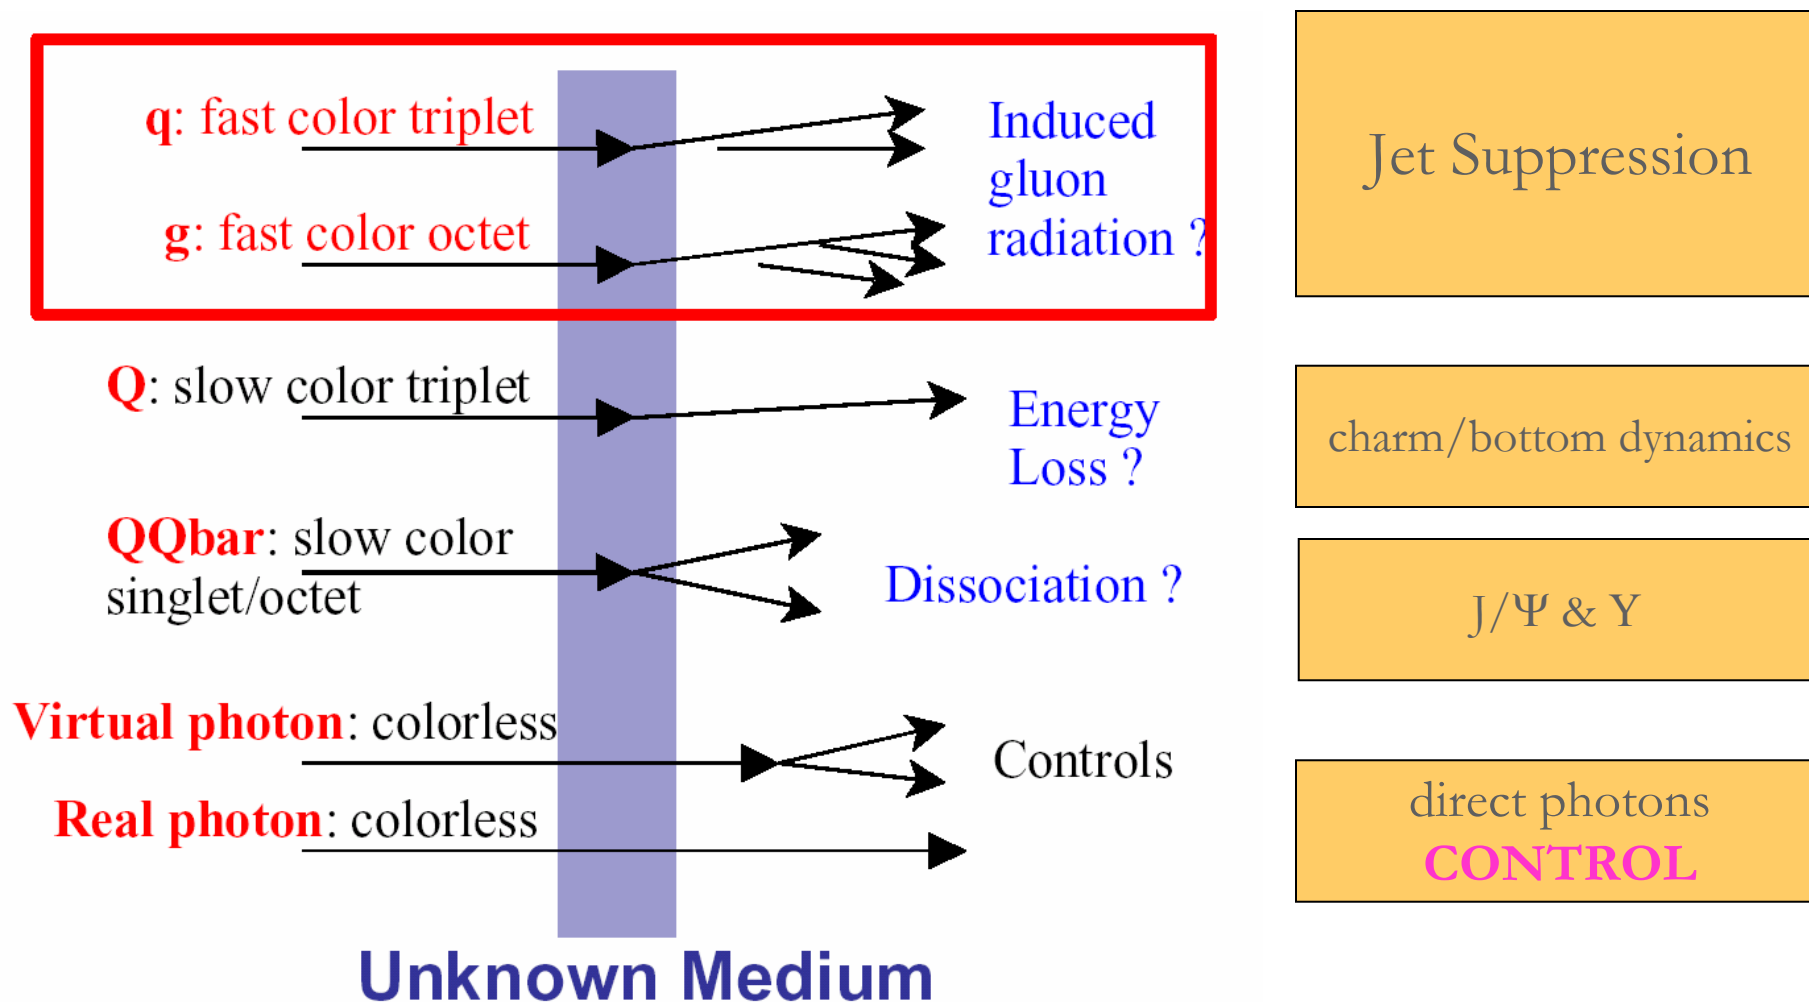 q: fast color triplet
g: fast color octet
Induced
gluon
radiation ?
Jet Suppression
Q: slow color triplet
Energy
Loss ?
charm/bottom dynamics
QQbar: slow color
singlet/octet
Dissociation ?
J/Ψ & Υ
Virtual photon: colorless
Real photon: colorless
Controls
direct photons
CONTROL
Unknown Medium